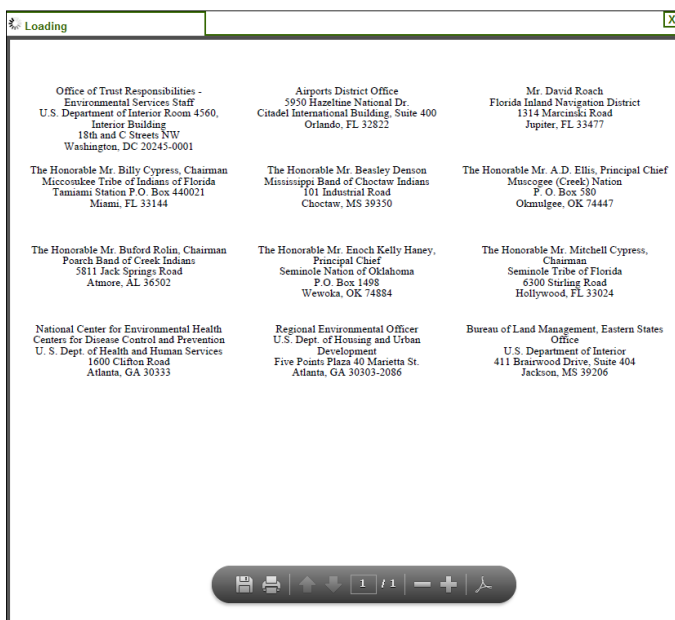 Loading
X
Office of Trust Responsibilities -
Environmental Services Staff
U.S. Department of Interior Room 4560,
Interior Building
18th and C Streets NW
Washington, DC 20245-0001
Airports District Office
5950 Hazeltine National Dr.
Citadel International Building, Suite 400
Orlando, FL 32822
Mr. David Roach
Florida Inland Navigation District
1314 Marcinski Road
Jupiter, FL 33477
The Honorable Mr. Billy Cypress, Chairman
Miccosukee Tribe of Indians of Florida
Tamiami Station P.O. Box 440021
Miami, FL 33144
The Honorable Mr. Beasley Denson
Mississippi Band of Choctaw Indians
101 Industrial Road
Choctaw, MS 39350
The Honorable Mr. A.D. Ellis, Principal Chief
Muscogee (Creek) Nation
P. O. Box 580
Okmulgee, OK 74447
The Honorable Mr. Buford Rolin, Chairman
Poarch Band of Creek Indians
5811 Jack Springs Road
Atmore, AL 36502
The Honorable Mr. Enoch Kelly Haney,
Principal Chief
Seminole Nation of Oklahoma
P.O. Box 1498
Wewoka, OK 74884
The Honorable Mr. Mitchell Cypress,
Chairman
Seminole Tribe of Florida
6300 Stirling Road
Hollywood, FL 33024
National Center for Environmental Health
Centers for Disease Control and Prevention
U. S. Dept. of Health and Human Services
1600 Clifton Road
Atlanta, GA 30333
Regional Environmental Officer
U.S. Dept. of Housing and Urban
Development
Five Points Plaza 40 Marietta St.
Atlanta, GA 30303-2086
Bureau of Land Management, Eastern States
Office
U.S. Department of Interior
411 Brairwood Drive, Suite 404
Jackson, MS 39206
1 / 1